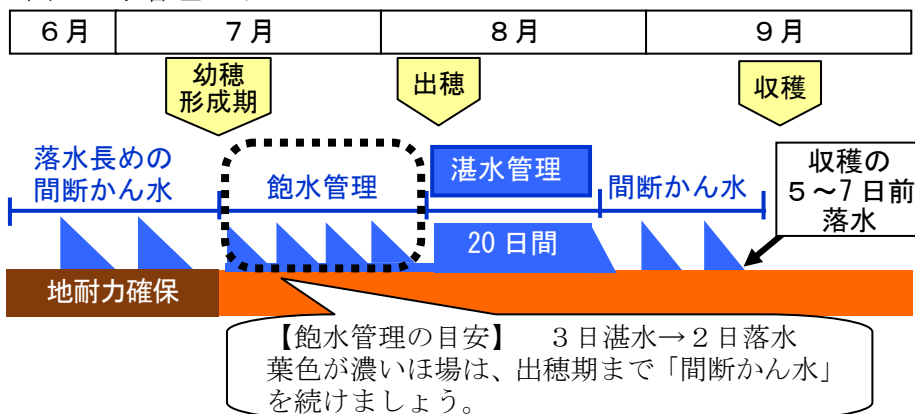 6月 7月 8月 9月
幼穂
形成期
出穂
収穫
落水長めの
間断かん水
飽水管理
湛水管理
間断かん水
収穫の
5~7日前
落水
20日間
地耐力確保
【飽水管理の目安】 3日湛水→2日落水
葉色が濃いほ場は、出穂期まで「間断かん水」
を続けましょう。